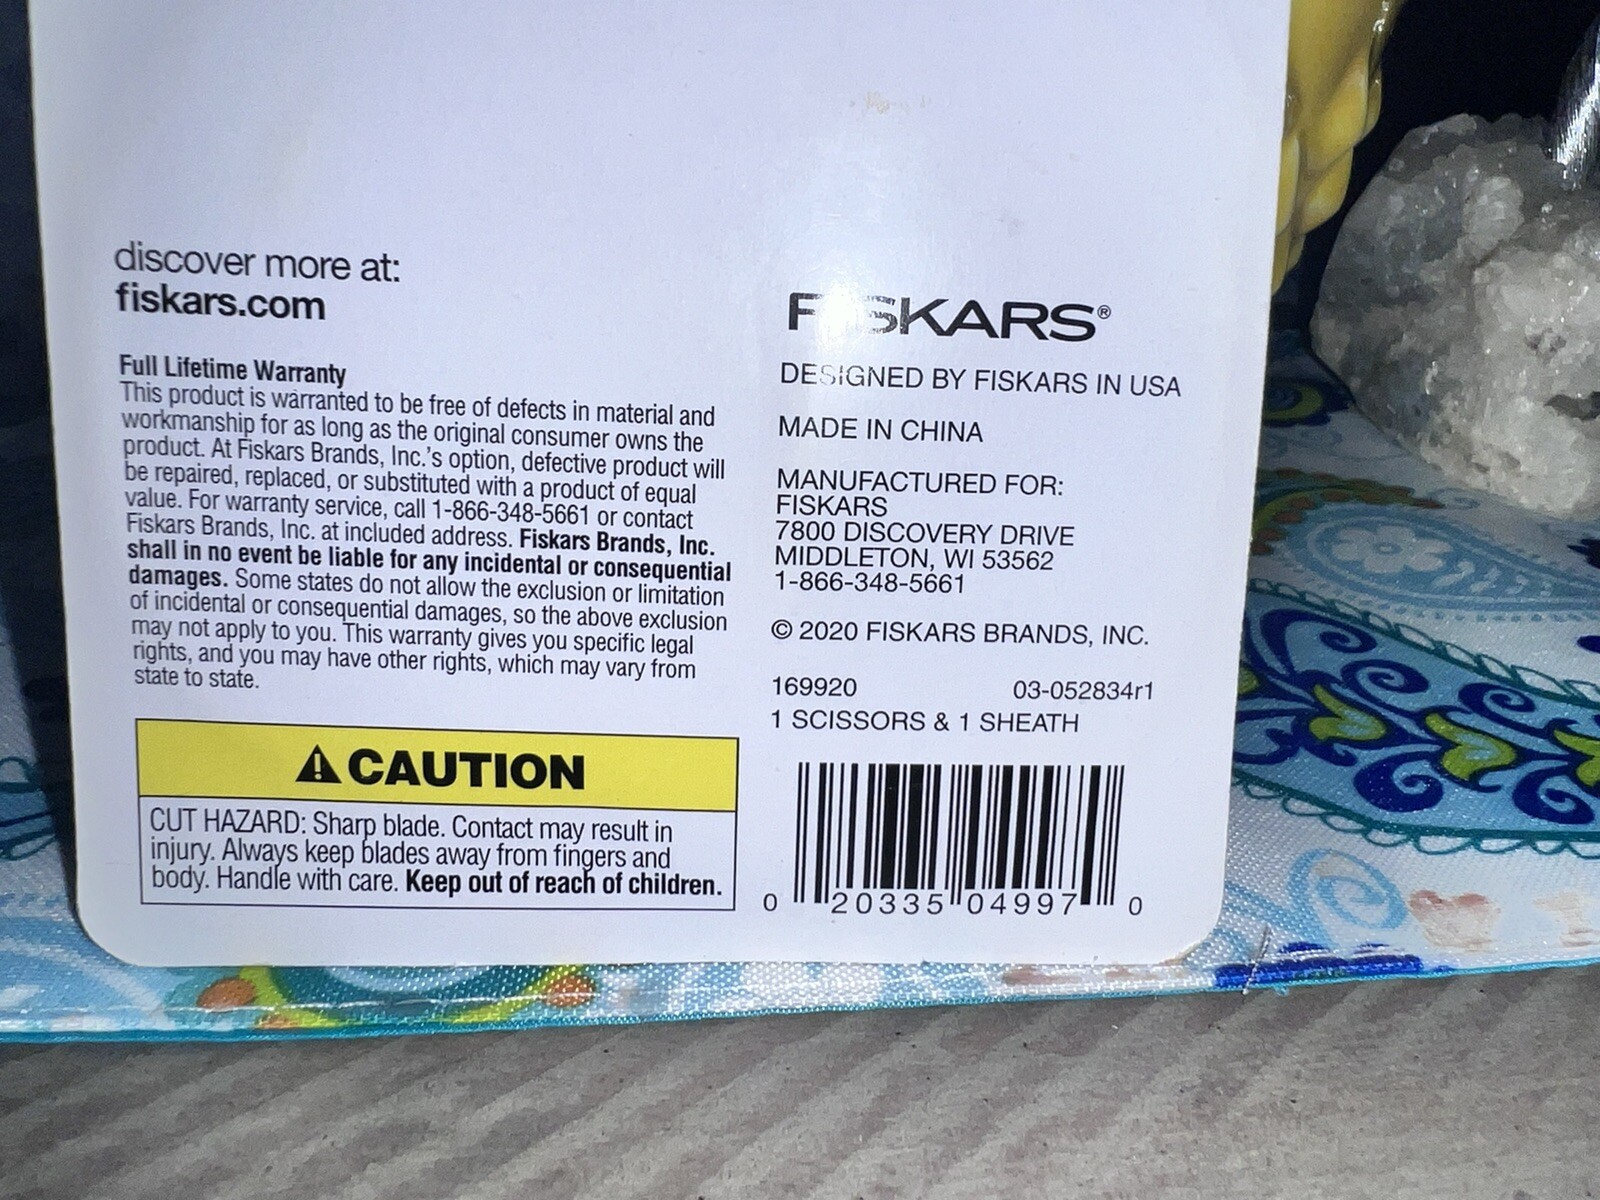 discover more at:
fiskars.com
Full Lifetime Warranty
This product is warranted to be free of defects in material and
workmanship for as long as the original consumer owns the
product. At Fiskars Brands, Inc.'s option, defective product will
be repaired, replaced, or substituted with a product of equal
value. For warranty service, call 1-866-348-5661 or contact
Fiskars Brands, Inc. at included address. Fiskars Brands, Inc.
shall in no event be liable for any incidental or consequential
damages. Some states do not allow the exclusion or limitation
of incidental or consequential damages, so the above exclusion
may not apply to you. This warranty gives you specific legal
rights, and you may have other rights, which may vary from
state to state.
CAUTION
CUT HAZARD: Sharp blade. Contact may result in
injury. Always keep blades away from fingers and
body. Handle with care. Keep out of reach of children.
FISKARS®
DESIGNED BY FISKARS IN USA
MADE IN CHINA
MANUFACTURED FOR:
FISKARS
7800 DISCOVERY DRIVE
MIDDLETON, WI 53562
1-866-348-5661
© 2020 FISKARS BRANDS, INC.
169920 03-052834r1
1 SCISSORS & 1 SHEATH
0 20335 04997 0